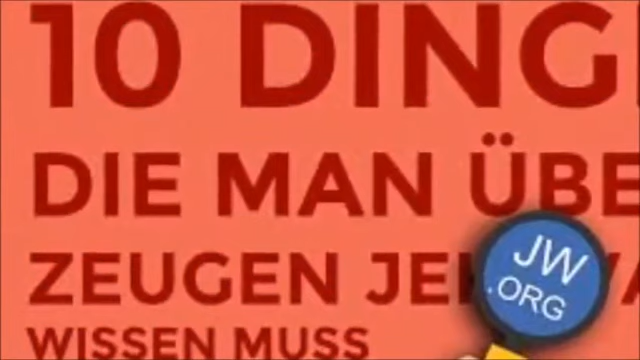 10 DING
DIE MAN ÜBE
ZEUGEN JE
WISSEN MUSS
JW
.ORG